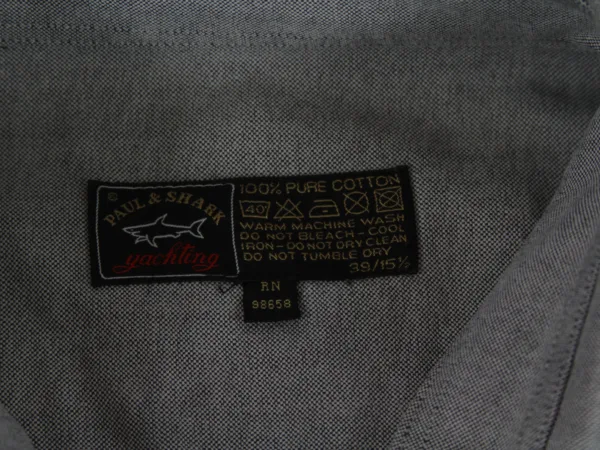 ©
PAUL & SHARK
yachting
100% PURE COTTON
40°
WARM MACHINE WASH
DO NOT BLEACH - COOL
IRON - DO NOT DRY CLEAN
DO NOT TUMBLE DRY
39/15½
RN
98658